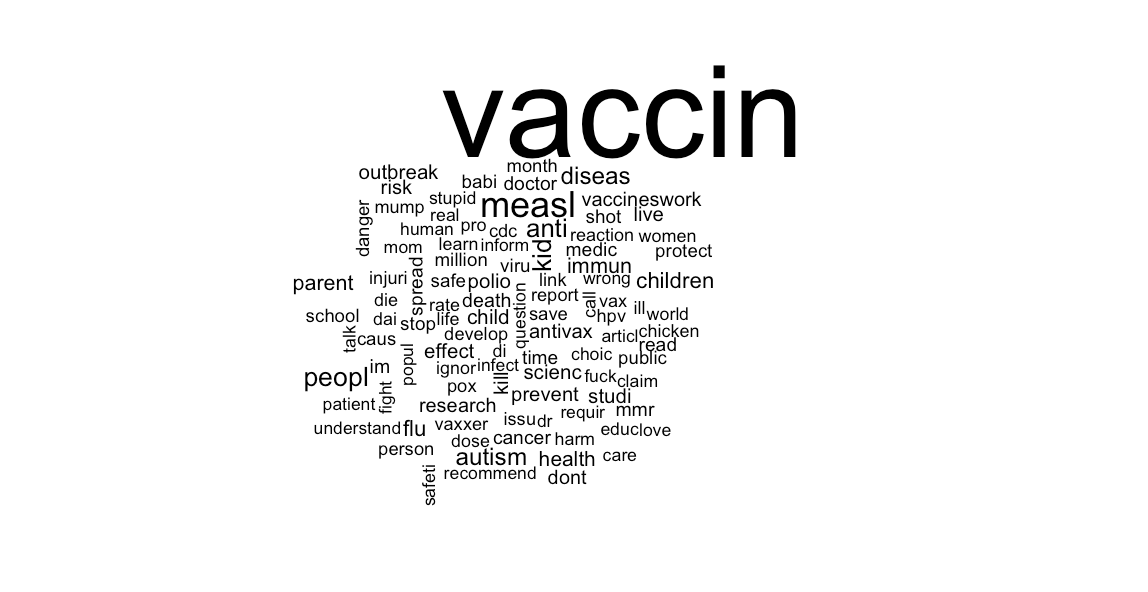 vaccin
month
outbreak
babi
doctor
diseas
risk
stupid
measl
vaccineswork
danger
mump
real
shot
live
human
pro
cdc
anti
reaction
women
mom
learn
inform
kid
medic
protect
million
viru
immun
spread
parent
injuri
safe
polio
link
wrong
children
die
rate
death
question
report
call
vax
ill
school
dai
stop
life
child
save
hpv
world
talk
caus
develop
antivax
articl
chicken
read
popul
effect
di
time
choic
public
im
ignor
infect
peopl
fight
pox
kill
scienc
fuck
claim
prevent
studi
patient
research
issu
dr
requir
mmr
understand
flu
vaxxer
educ
love
person
dose
cancer
harm
autism
health
care
safeti
recommend
dont